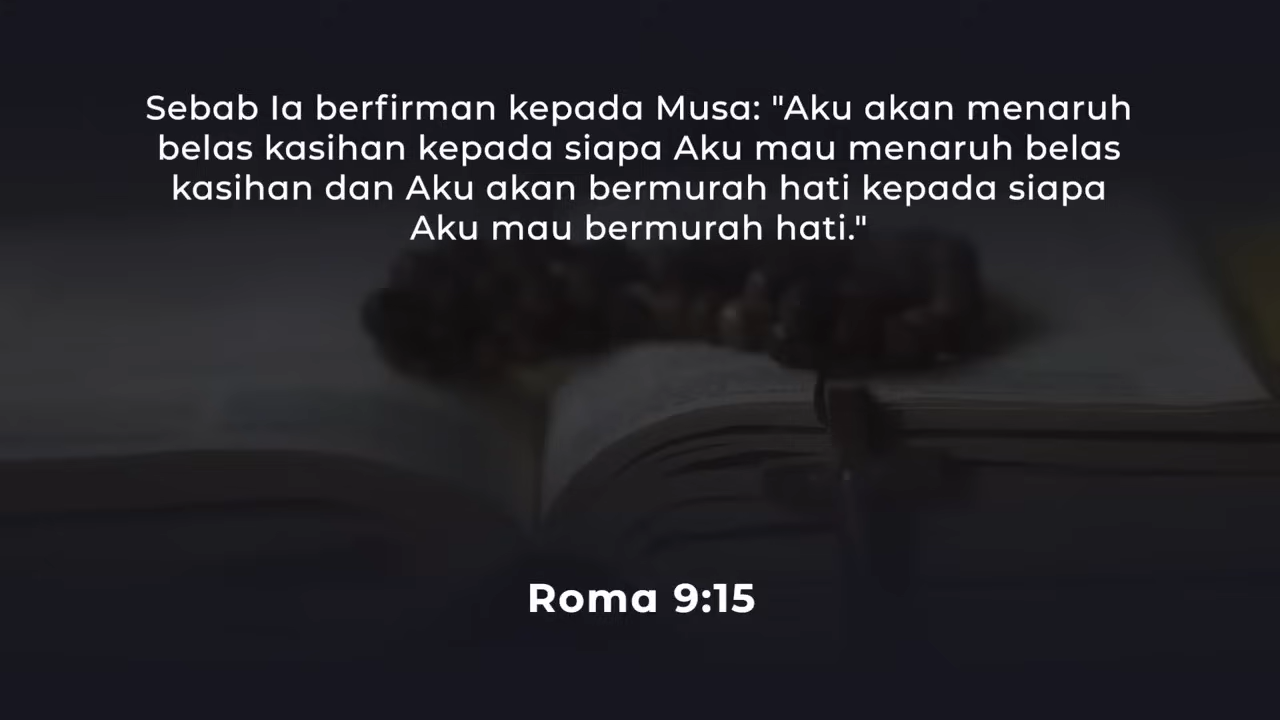 Sebab Ia berfirman kepada Musa: "Aku akan menaruh
belas kasihan kepada siapa Aku mau menaruh belas
kasihan dan Aku akan bermurah hati kepada siapa
Aku mau bermurah hati."
Roma 9:15